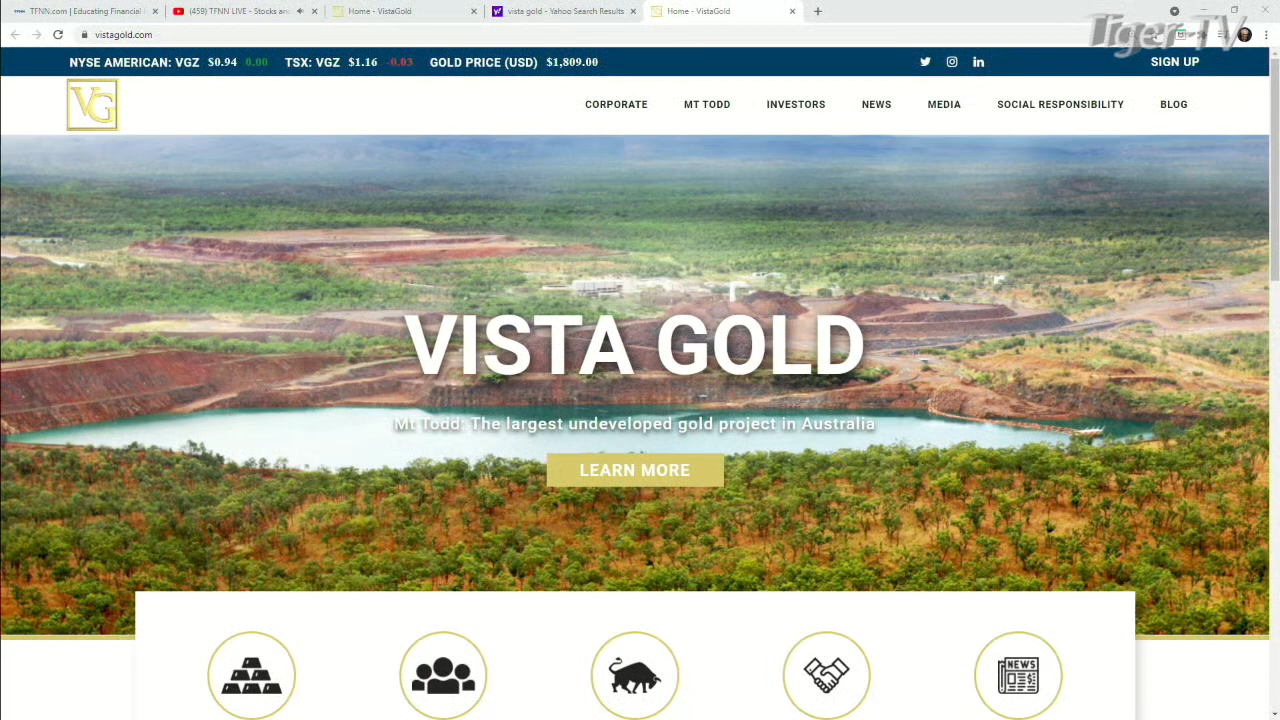 TFNN.com | Educating Financial
(459) TFNN LIVE - Stocks an
Home - VistaGold
vista gold - Yahoo Search Results
Home - VistaGold
vistagold.com
Tiger TV
NYSE AMERICAN: VGZ $0.94 0.00 TSX: VGZ $1.16 -0.03 GOLD PRICE (USD) $1,809.00
SIGN UP
VG
CORPORATE MT TODD INVESTORS NEWS MEDIA SOCIAL RESPONSIBILITY BLOG
VISTA GOLD
Mt Todd: The largest undeveloped gold project in Australia
LEARN MORE
NEWS